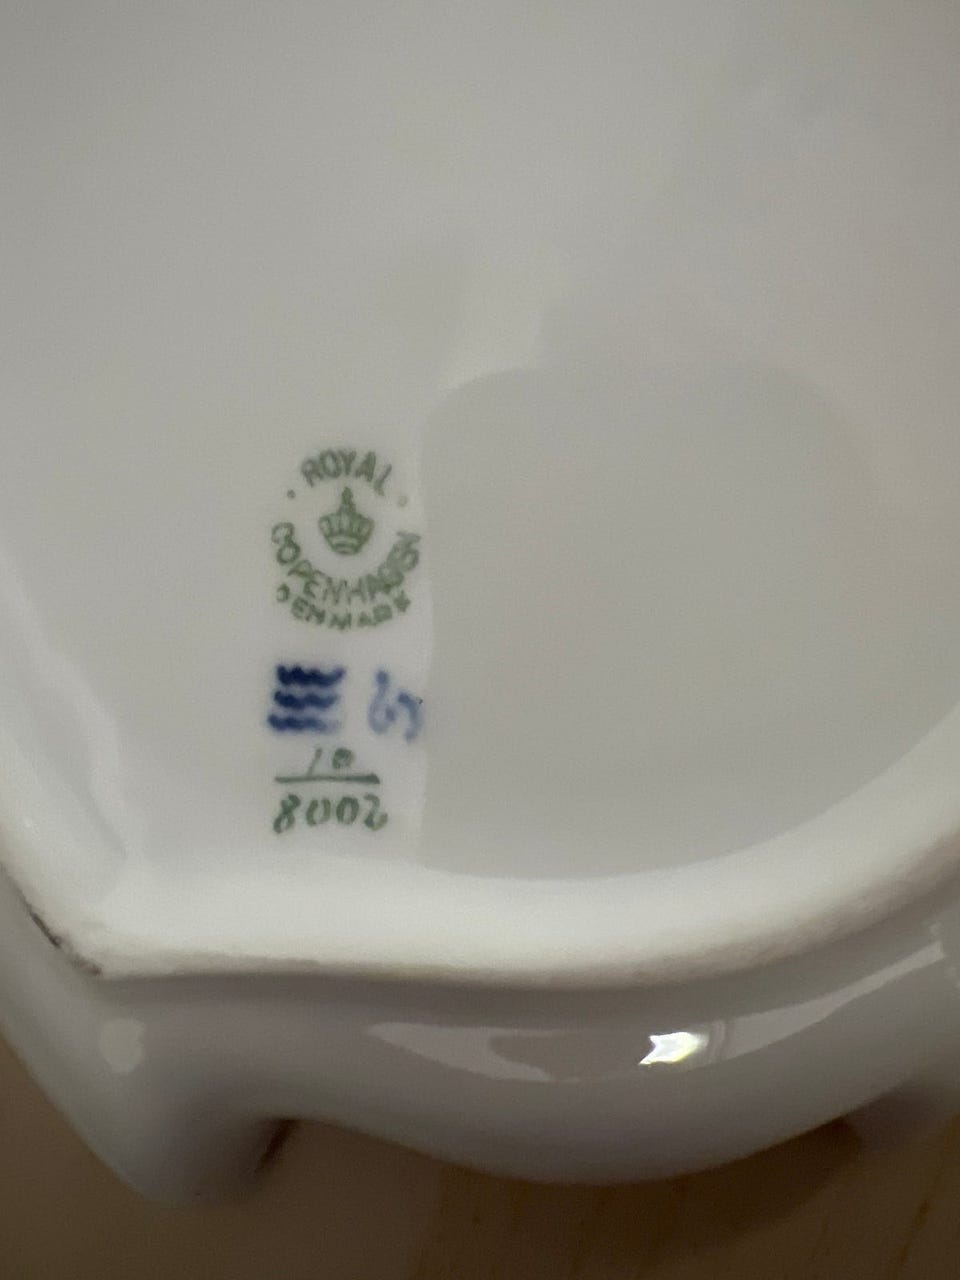 ROYAL
COPENHAGEN
DENMARK
10
8002